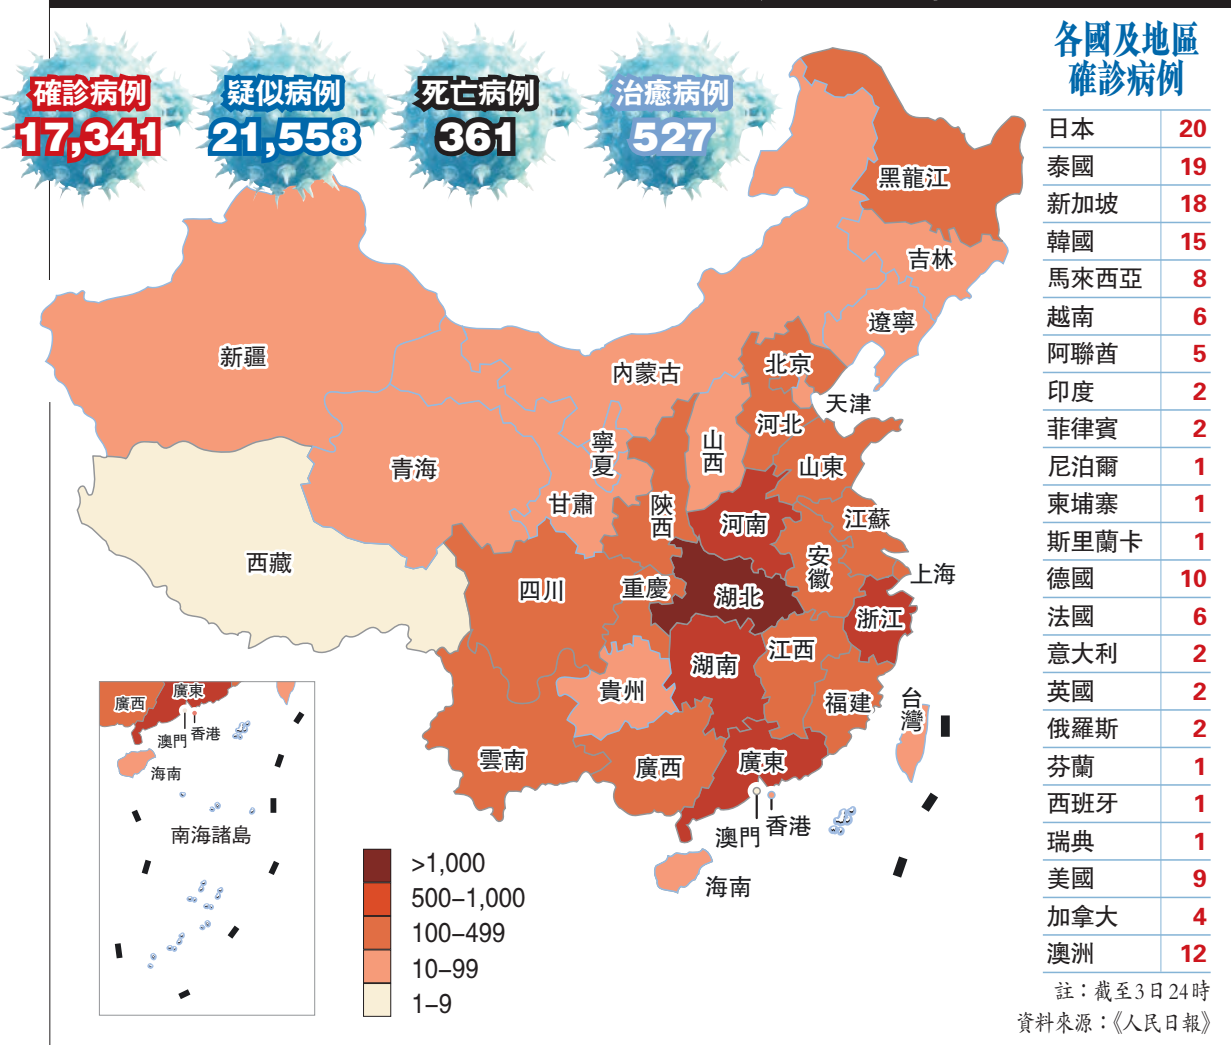 確診病例
17,341
疑似病例
21,558
死亡病例
361
治癒病例
527
各國及地區
確診病例
日本 20
泰國 19
新加坡 18
韓國 15
馬來西亞 8
越南 6
阿聯酋 5
印度 2
菲律賓 2
尼泊爾 1
柬埔寨 1
斯里蘭卡 1
德國 10
法國 6
意大利 2
英國 2
俄羅斯 2
芬蘭 1
西班牙 1
瑞典 1
美國 9
加拿大 4
澳洲 12
註：截至3日24時
資料來源：《人民日報》
黑龍江
吉林
遼寧
新疆
內蒙古
北京
天津
河北
山西
寧夏
青海
山東
甘肅
陝西
河南
江蘇
西藏
安徽
上海
四川
重慶
湖北
浙江
湖南
江西
貴州
福建
台灣
雲南
廣西
廣東
澳門
香港
海南
廣西
廣東
澳門
香港
海南
南海諸島
>1,000
500–1,000
100–499
10–99
1–9